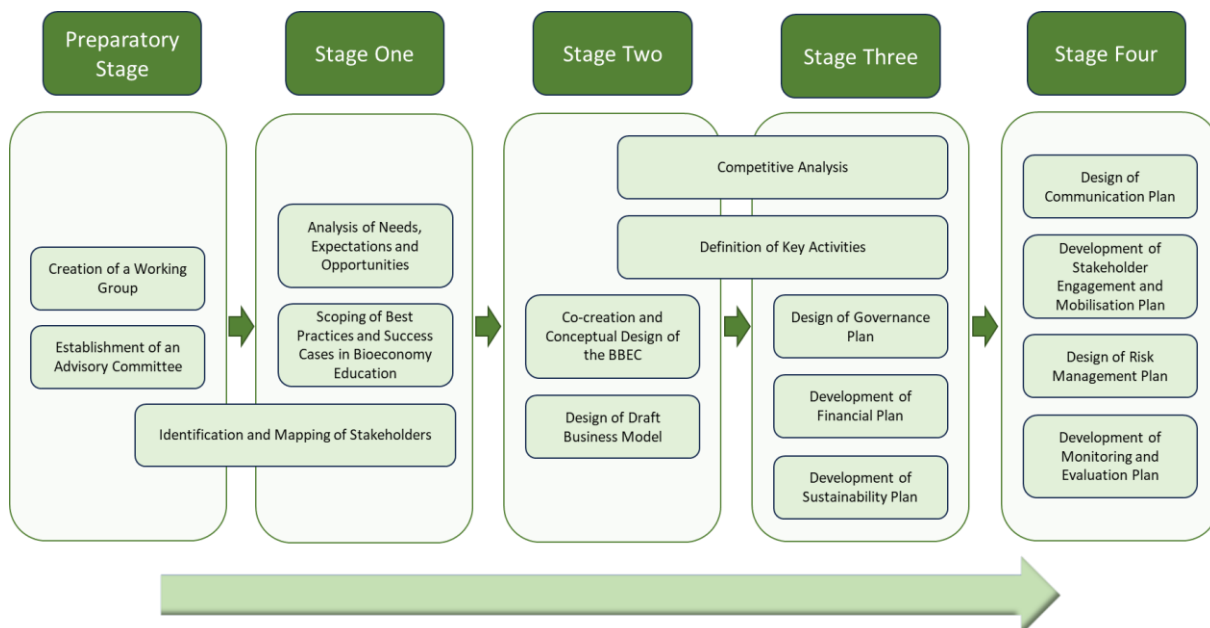 Preparatory
Stage
Stage One
Stage Two
Stage Three
Stage Four
Creation of a Working
Group
Establishment of an
Advisory Committee
Identification and Mapping of Stakeholders
Analysis of Needs,
Expectations and
Opportunities
Scoping of Best
Practices and Success
Cases in Bioeconomy
Education
Competitive Analysis
Definition of Key Activities
Co-creation and
Conceptual Design of
the BBEC
Design of Draft
Business Model
Design of Governance
Plan
Development of
Financial Plan
Development of
Sustainability Plan
Design of
Communication Plan
Development of
Stakeholder
Engagement and
Mobilisation Plan
Design of Risk
Management Plan
Development of
Monitoring and
Evaluation Plan